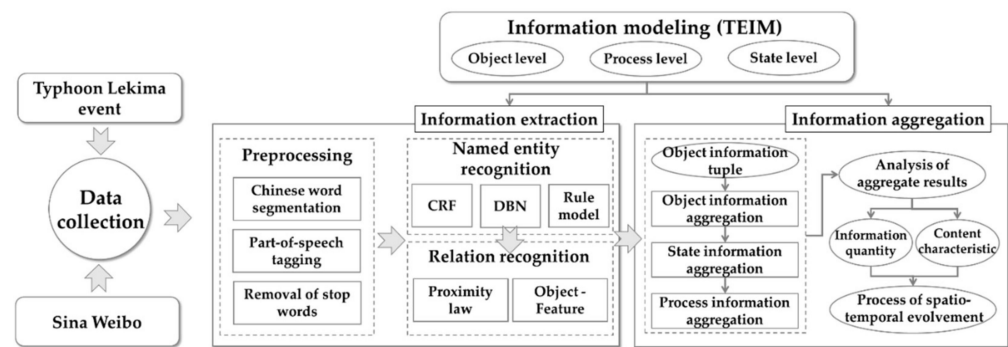 Information modeling (TEIM)
Object level
Process level
State level
Typhoon Lekima
event
Data
collection
Sina Weibo
Information extraction
Preprocessing
Chinese word
segmentation
Part-of-speech
tagging
Removal of stop
words
Named entity
recognition
CRF
DBN
Rule
model
Relation recognition
Proximity
law
Object -
Feature
Information aggregation
Object information
tuple
Object information
aggregation
State information
aggregation
Process information
aggregation
Analysis of
aggregate results
Information
quantity
Content
characteristic
Process of spatio-
temporal evolvement